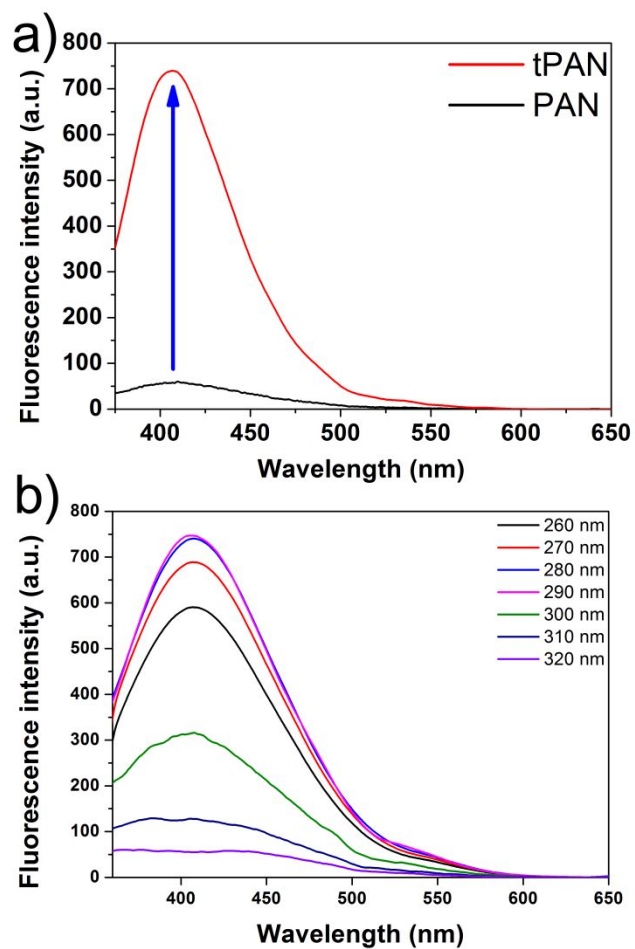 a)
800
700
600
500
400
300
200
100
0
Fluorescence intensity (a.u.)
tPAN
PAN
400 450 500 550 600 650
Wavelength (nm)
b)
800
700
600
500
400
300
200
100
0
Fluorescence intensity (a.u.)
260 nm
270 nm
280 nm
290 nm
300 nm
310 nm
320 nm
400 450 500 550 600 650
Wavelength (nm)